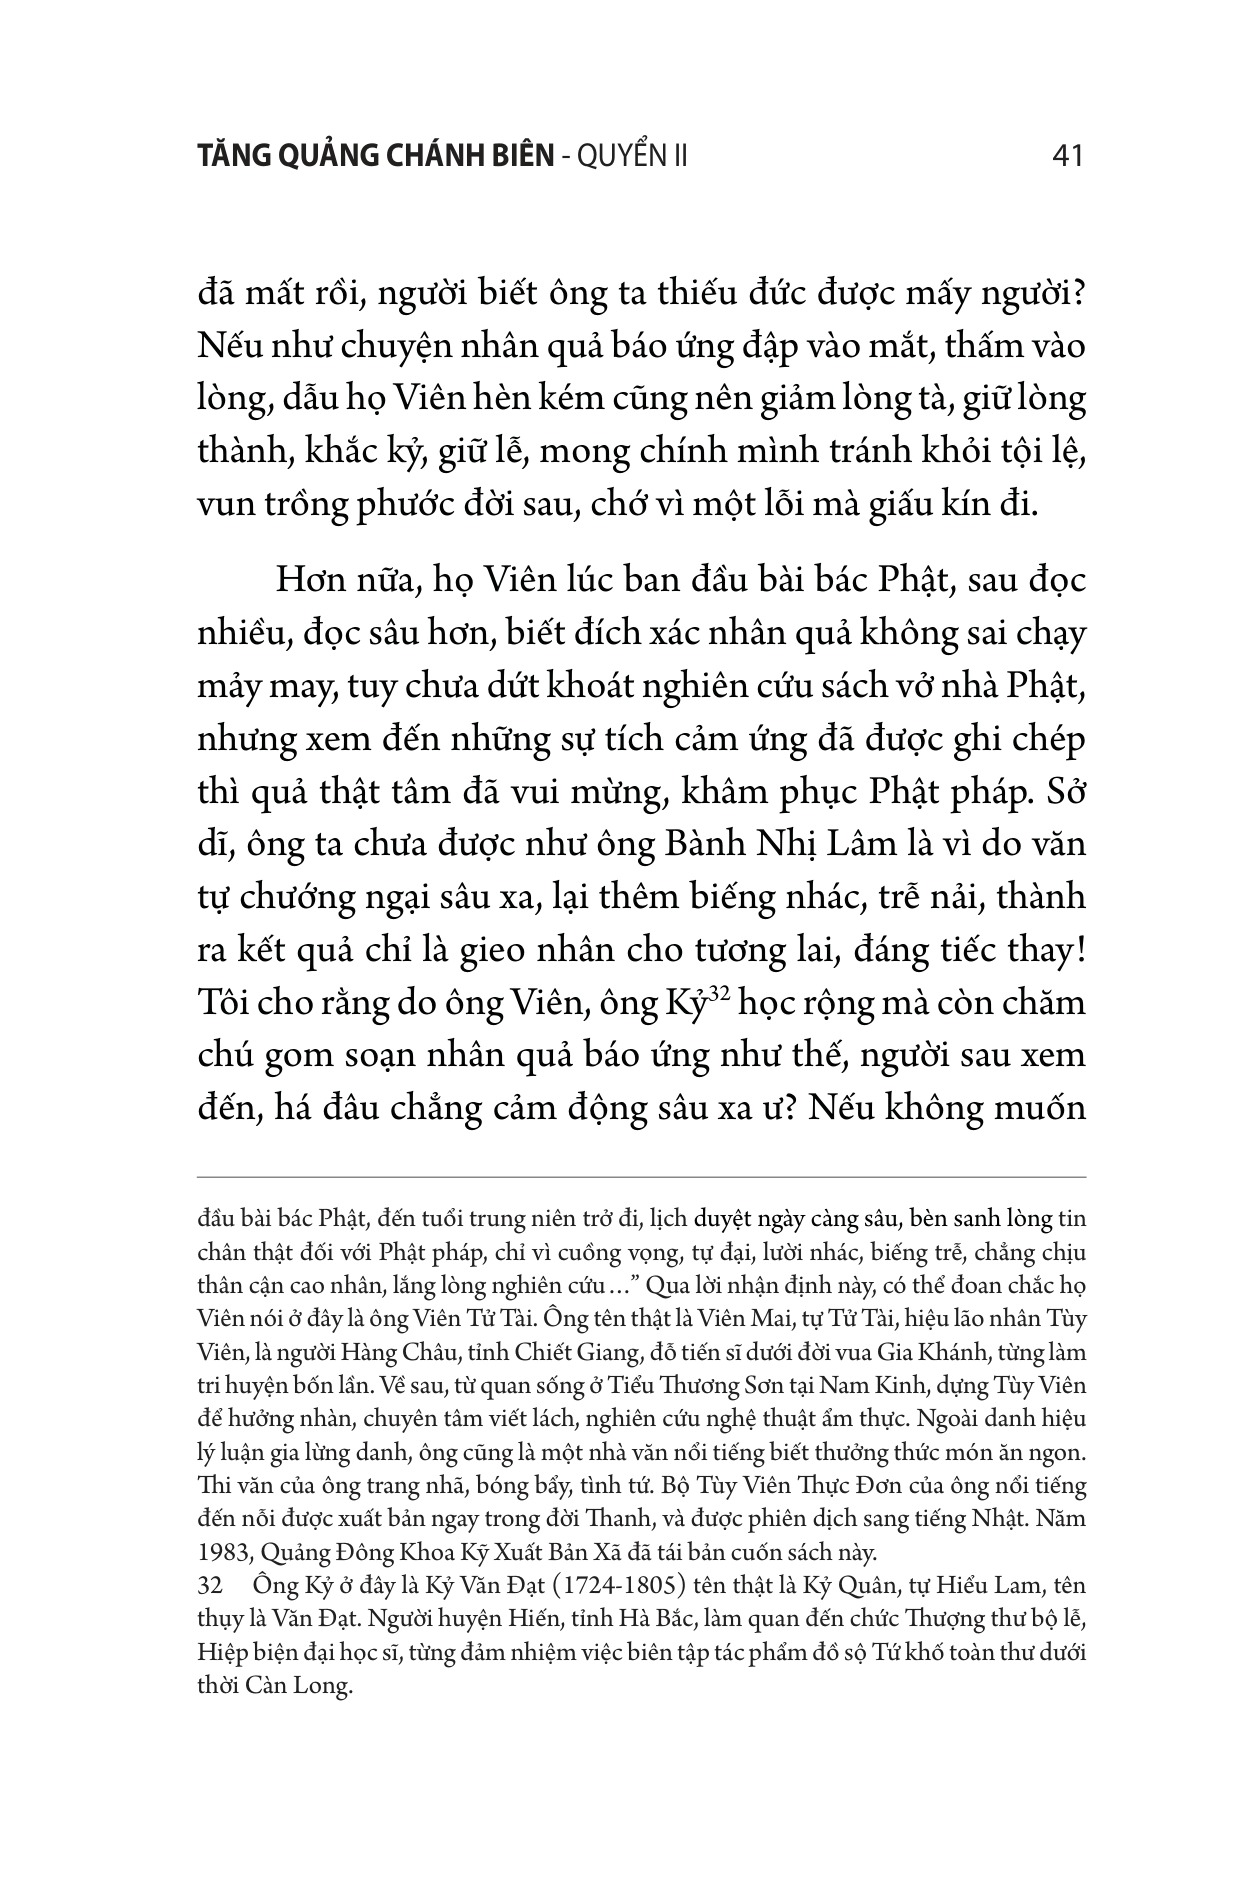 TĂNG QUẢNG CHÁNH BIÊN - QUYỂN II 41
đã mất rồi, người biết ông ta thiếu đức được mấy người?
Nếu như chuyện nhân quả báo ứng đập vào mắt, thấm vào
lòng, dẫu họ Viên hèn kém cũng nên giảm lòng tà, giữ lòng
thành, khắc kỷ, giữ lễ, mong chính mình tránh khỏi tội lệ,
vun trồng phước đời sau, chớ vì một lỗi mà giấu kín đi.
Hơn nữa, họ Viên lúc ban đầu bài bác Phật, sau đọc
nhiều, đọc sâu hơn, biết đích xác nhân quả không sai chạy
mảy may, tuy chưa dứt khoát nghiên cứu sách vở nhà Phật,
nhưng xem đến những sự tích cảm ứng đã được ghi chép
thì quả thật tâm đã vui mừng, khâm phục Phật pháp. Sở
dĩ, ông ta chưa được như ông Bành Nhị Lâm là vì do văn
tự chướng ngại sâu xa, lại thêm biếng nhác, trễ nải, thành
ra kết quả chỉ là gieo nhân cho tương lai, đáng tiếc thay!
Tôi cho rằng do ông Viên, ông Kỷ32 học rộng mà còn chăm
chú gom soạn nhân quả báo ứng như thế, người sau xem
đến, há đâu chẳng cảm động sâu xa ư? Nếu không muốn
đầu bài bác Phật, đến tuổi trung niên trở đi, lịch duyệt ngày càng sâu, bèn sanh lòng tin
chân thật đối với Phật pháp, chỉ vì cuồng vọng, tự đại, lười nhác, biếng trễ, chẳng chịu
thân cận cao nhân, lắng lòng nghiên cứu…” Qua lời nhận định này, có thể đoan chắc họ
Viên nói ở đây là ông Viên Tử Tài. Ông tên thật là Viên Mai, tự Tử Tài, hiệu lão nhân Tùy
Viên, là người Hàng Châu, tỉnh Chiết Giang, đỗ tiến sĩ dưới đời vua Gia Khánh, từng làm
tri huyện bốn lần. Về sau, từ quan sống ở Tiểu Thương Sơn tại Nam Kinh, dựng Tùy Viên
để hưởng nhàn, chuyên tâm viết lách, nghiên cứu nghệ thuật ẩm thực. Ngoài danh hiệu
lý luận gia lừng danh, ông cũng là một nhà văn nổi tiếng biết thưởng thức món ăn ngon.
Thi văn của ông trang nhã, bóng bẩy, tình tứ. Bộ Tùy Viên Thực Đơn của ông nổi tiếng
đến nỗi được xuất bản ngay trong đời Thanh, và được phiên dịch sang tiếng Nhật. Năm
1983, Quảng Đông Khoa Kỹ Xuất Bản Xã đã tái bản cuốn sách này.
32 Ông Kỷ ở đây là Kỷ Văn Đạt (1724-1805) tên thật là Kỷ Quân, tự Hiểu Lam, tên
thụy là Văn Đạt. Người huyện Hiến, tỉnh Hà Bắc, làm quan đến chức Thượng thư bộ lễ,
Hiệp biện đại học sĩ, từng đảm nhiệm việc biên tập tác phẩm đồ sộ Tứ khố toàn thư dưới
thời Càn Long.